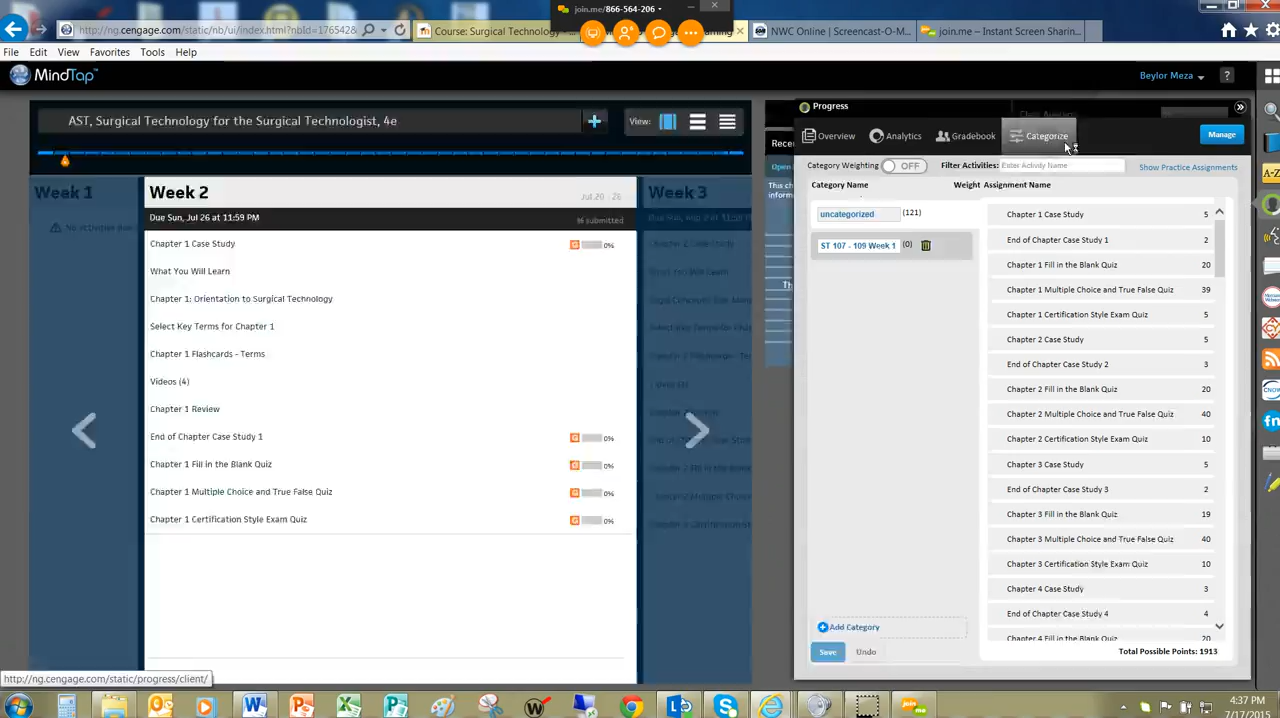 join.me/866-564-206
http://ng.cengage.com/static/nb/ui/index.html?nbId=176542&
Course: Surgical Technology -
NWC Online | Screencast-O-M...
join.me – Instant Screen Sharin...
File Edit View Favorites Tools Help
MindTap™
Beylor Meza
?
AST, Surgical Technology for the Surgical Technologist, 4e
View:
Progress
Overview Analytics Gradebook Categorize Manage
Category Weighting OFF Filter Activities: Enter Activity Name Show Practice Assignments
Category Name Weight Assignment Name
uncategorized (121)
ST 107 - 109 Week 1 (0)
Chapter 1 Case Study 5
End of Chapter Case Study 1 2
Chapter 1 Fill in the Blank Quiz 20
Chapter 1 Multiple Choice and True False Quiz 39
Chapter 1 Certification Style Exam Quiz 5
Chapter 2 Case Study 5
End of Chapter Case Study 2 3
Chapter 2 Fill in the Blank Quiz 20
Chapter 2 Multiple Choice and True False Quiz 40
Chapter 2 Certification Style Exam Quiz 10
Chapter 3 Case Study 5
End of Chapter Case Study 3 2
Chapter 3 Fill in the Blank Quiz 19
Chapter 3 Multiple Choice and True False Quiz 40
Chapter 3 Certification Style Exam Quiz 10
Chapter 4 Case Study 3
End of Chapter Case Study 4 4
Chapter 4 Fill in the Blank Quiz 20
Add Category
Save Undo
Total Possible Points: 1913
Week 1
Week 2 Jul 20 - 26
Week 3
Due Sun, Jul 26 at 11:59 PM % submitted
Chapter 1 Case Study 0%
What You Will Learn
Chapter 1: Orientation to Surgical Technology
Select Key Terms for Chapter 1
Chapter 1 Flashcards - Terms
Videos (4)
Chapter 1 Review
End of Chapter Case Study 1 0%
Chapter 1 Fill in the Blank Quiz 0%
Chapter 1 Multiple Choice and True False Quiz 0%
Chapter 1 Certification Style Exam Quiz 0%
http://ng.cengage.com/static/progress/client/
4:37 PM
7/17/2015